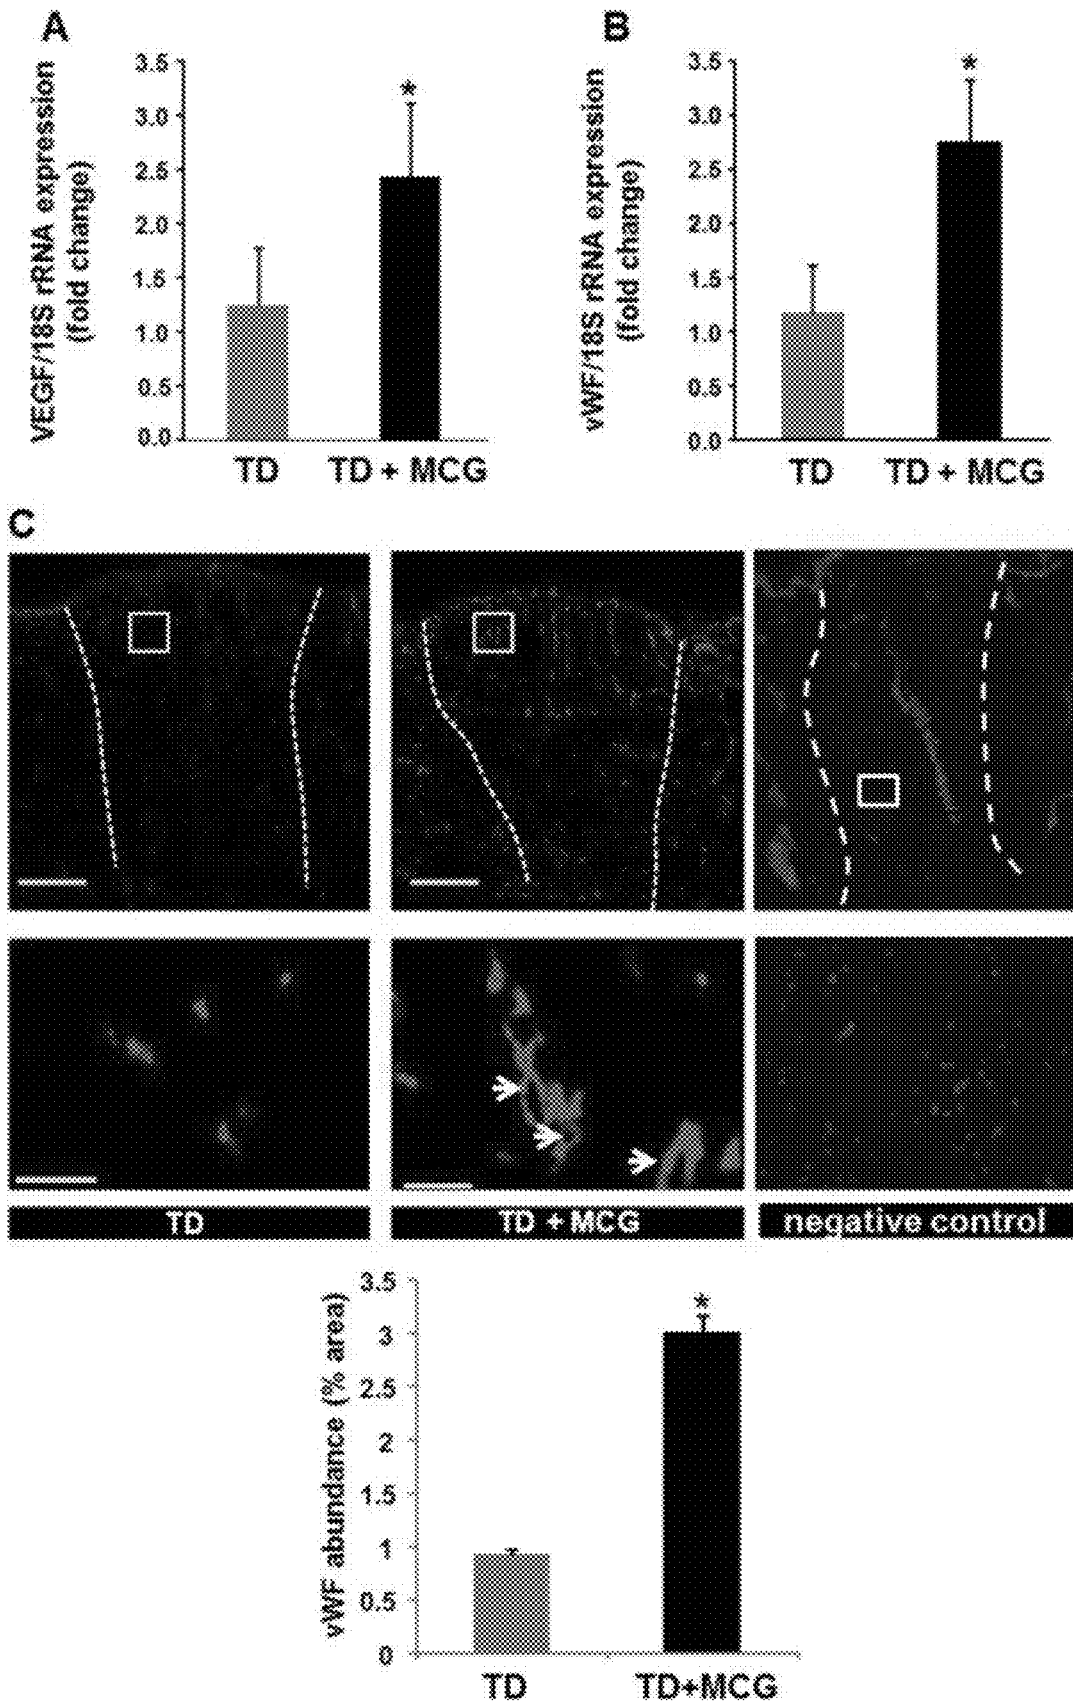 A
VEGF/18S rRNA expression
(fold change)
3.5
3.0
2.5
2.0
1.5
1.0
0.5
0.0
*
TD
TD + MCG
B
vWF/18S rRNA expression
(fold change)
3.5
3.0
2.5
2.0
1.5
1.0
0.5
0.0
*
TD
TD + MCG
C
TD
TD + MCG
negative control
vWF abundance (% area)
3.5
3
2.5
2
1.5
1
0.5
0
*
TD
TD+MCG